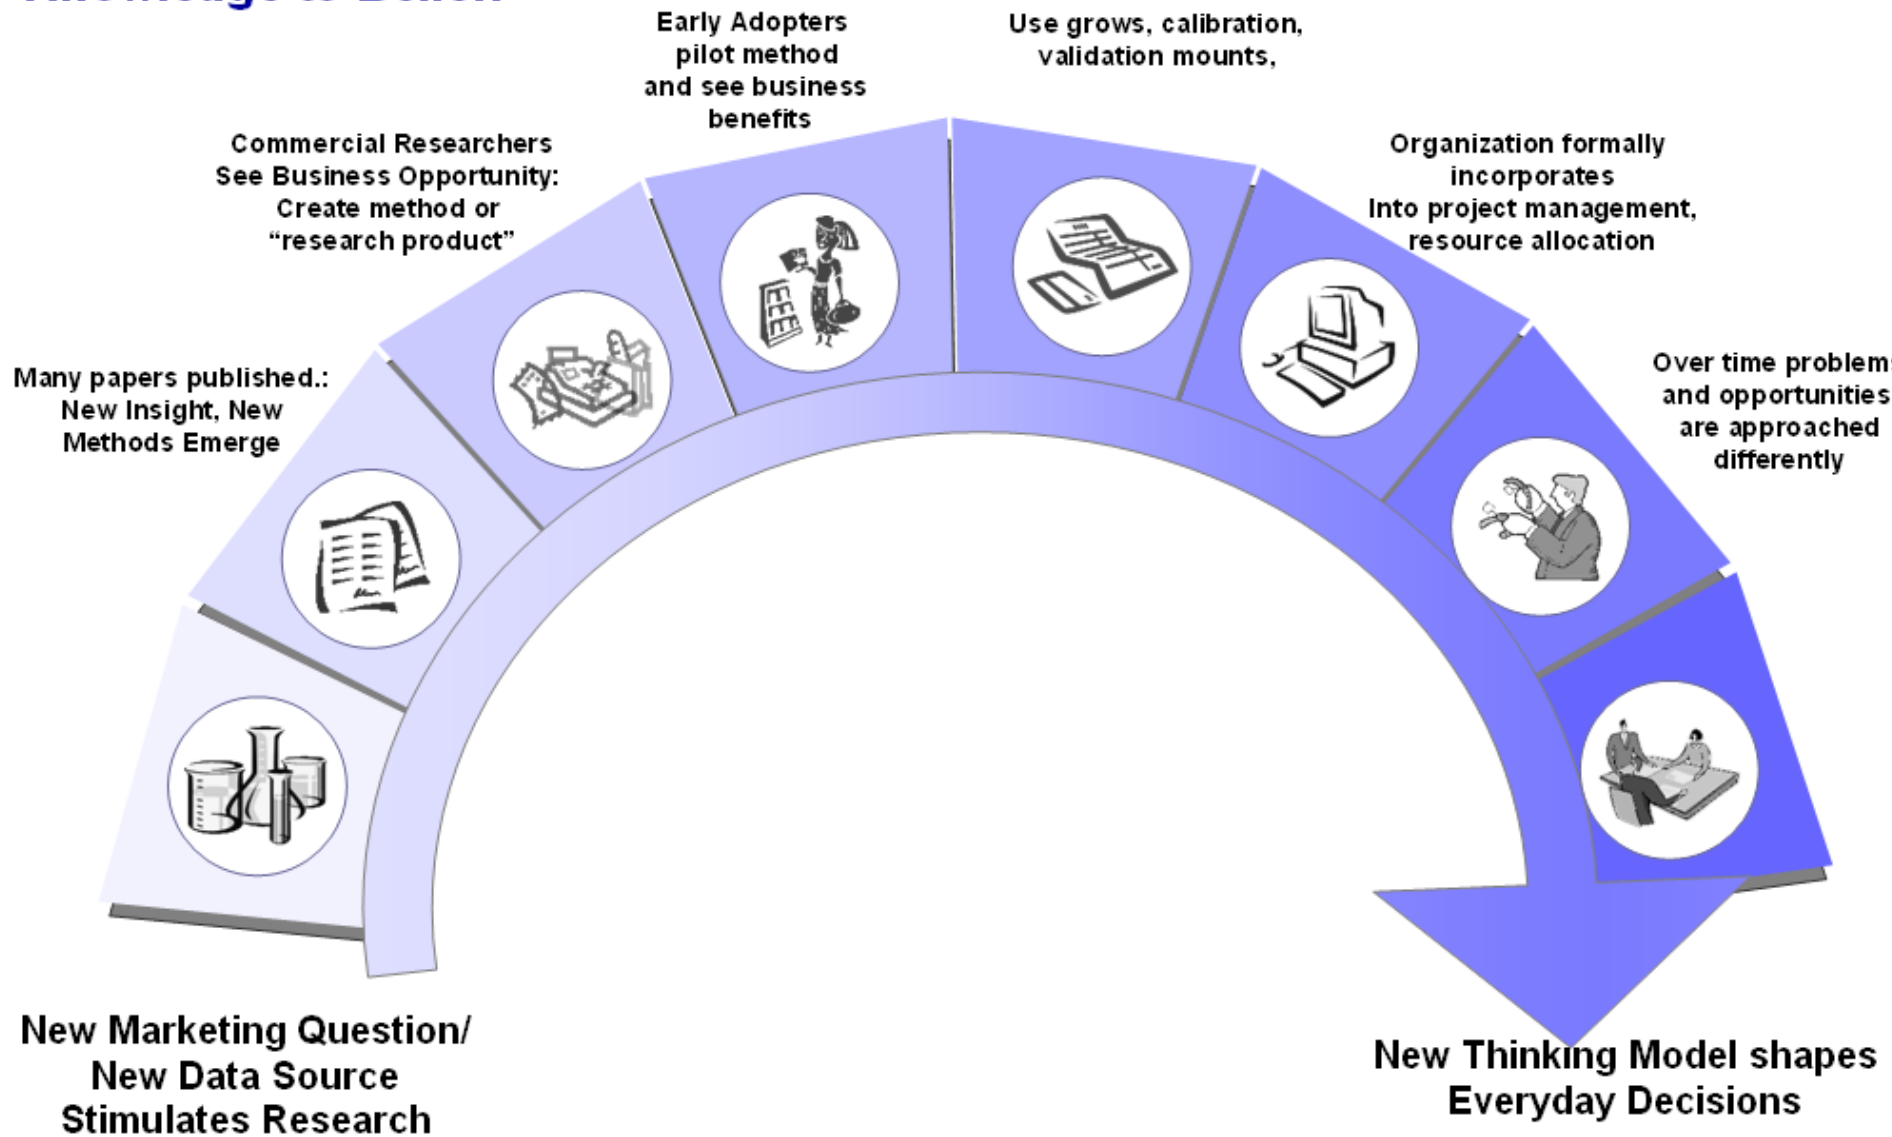 to
New Marketing Question/
New Data Source
Stimulates Research
Many papers published.:
New Insight, New
Methods Emerge
Commercial Researchers
See Business Opportunity:
Create method or
“research product”
Early Adopters
pilot method
and see business
benefits
Use grows, calibration,
validation mounts,
Organization formally
incorporates
Into project management,
resource allocation
Over time problems
and opportunities
are approached
differently
New Thinking Model shapes
Everyday Decisions